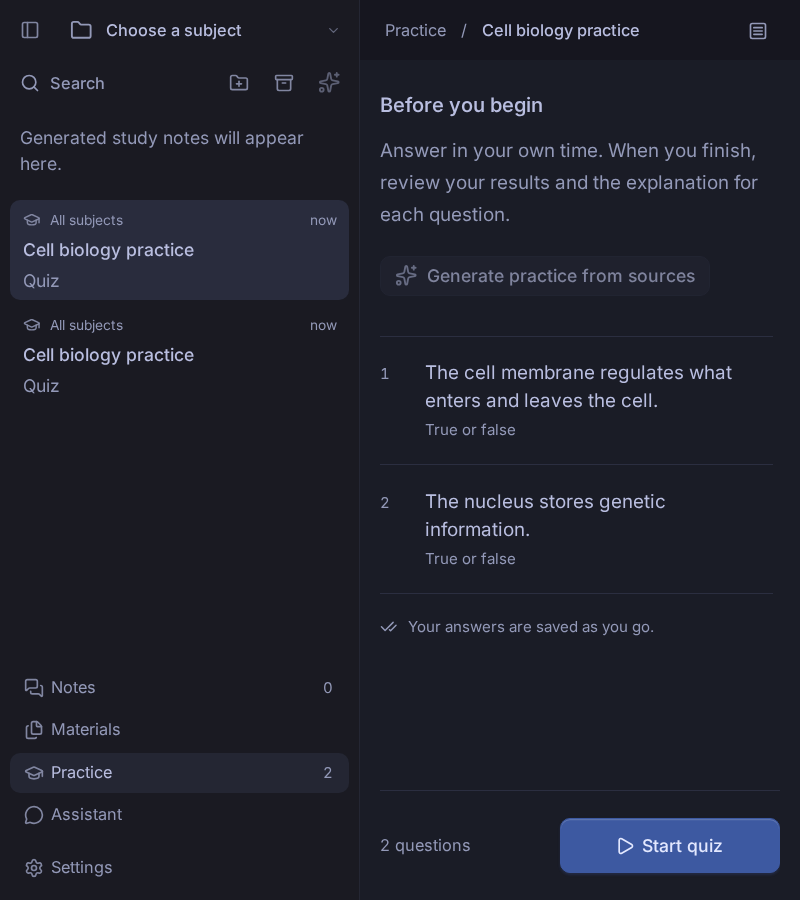 Choose a subject
Search
Generated study notes will appear
here.
All subjects
now
Cell biology practice
Quiz
All subjects
now
Cell biology practice
Quiz
Notes
0
Materials
Practice
2
Assistant
Settings
Practice / Cell biology practice
Before you begin
Answer in your own time. When you finish,
review your results and the explanation for
each question.
Generate practice from sources
1
The cell membrane regulates what
enters and leaves the cell.
True or false
2
The nucleus stores genetic
information.
True or false
Your answers are saved as you go.
2 questions
Start quiz